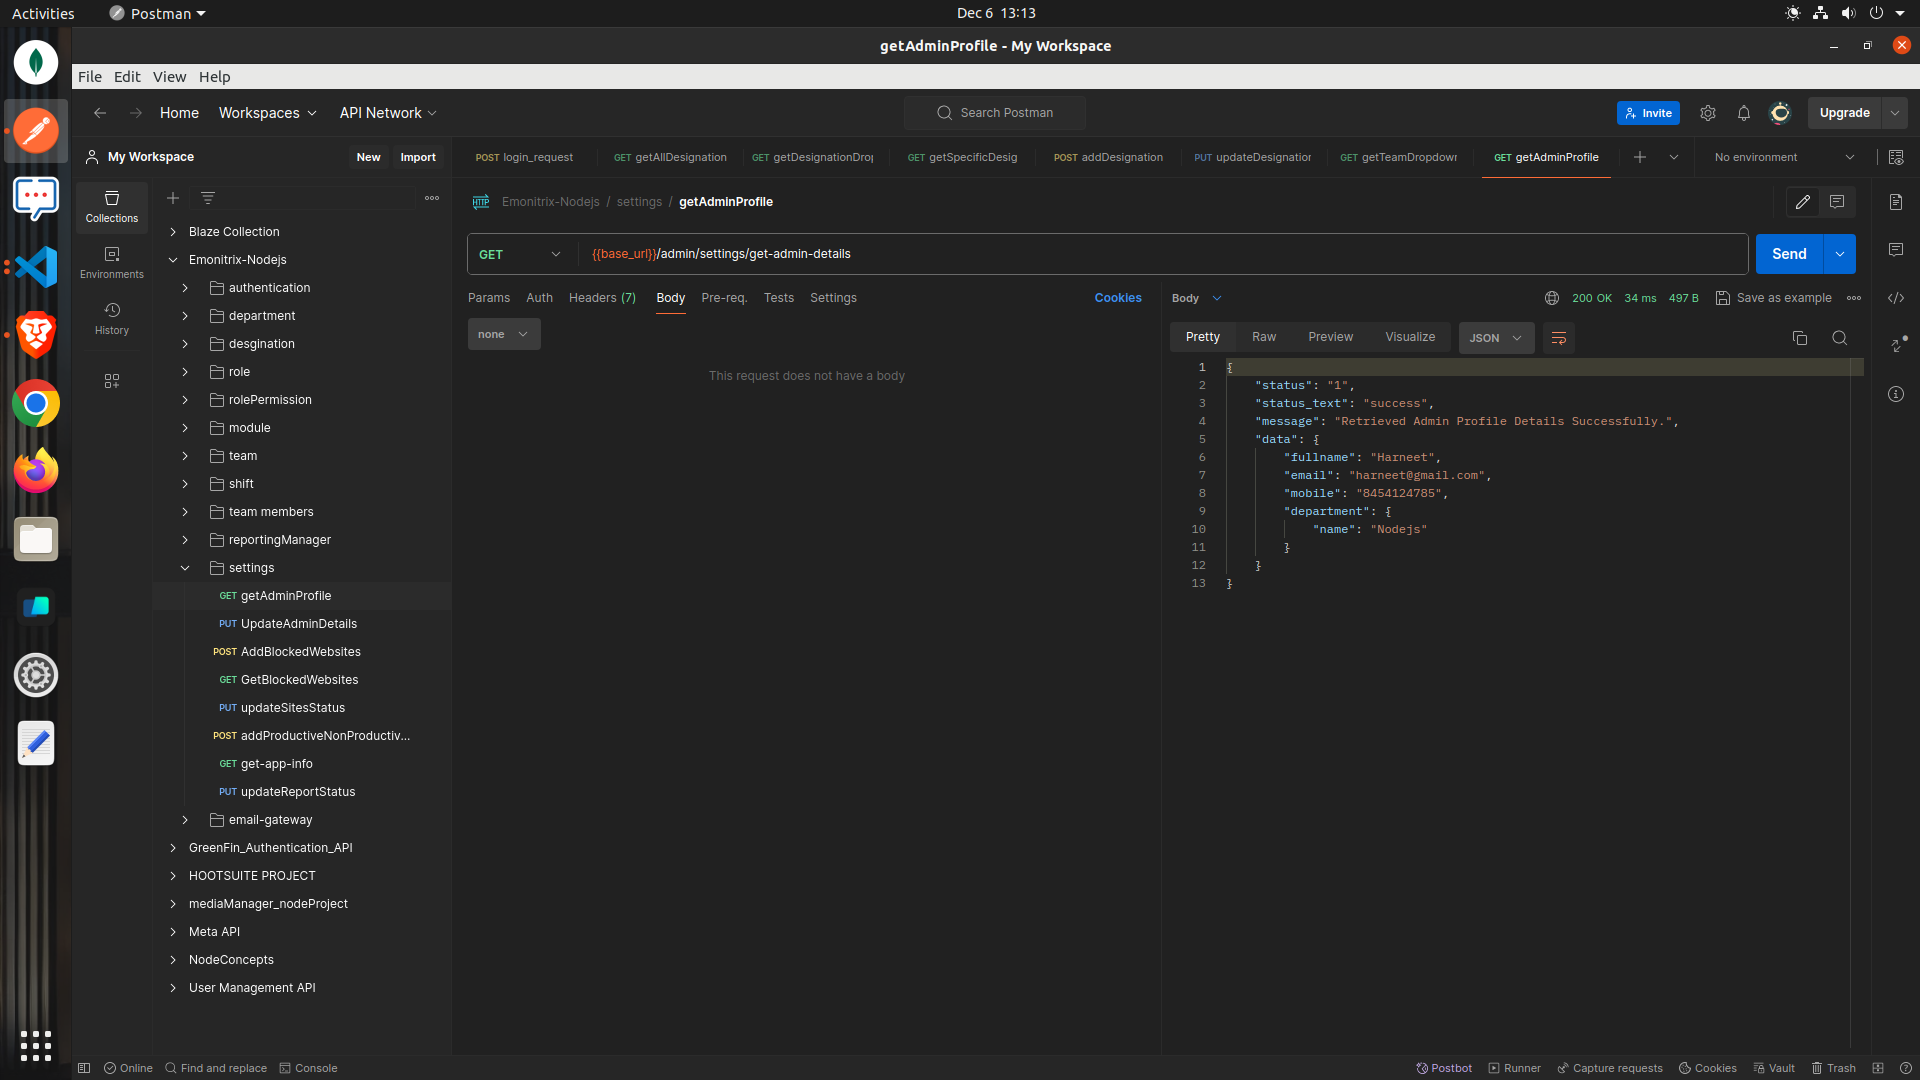 Activities
Postman
Dec 6 13:13
getAdminProfile - My Workspace
File Edit View Help
Home Workspaces API Network
Search Postman
Invite
Upgrade
My Workspace
New Import
POST login_request
GET getAllDesignation
GET getDesignationDrop
GET getSpecificDesig
POST addDesignation
PUT updateDesignation
GET getTeamDropdown
GET getAdminProfile
No environment
Collections
Environments
History
Blaze Collection
Emonitrix-Nodejs
authentication
department
desgination
role
rolePermission
module
team
shift
team members
reportingManager
settings
GET getAdminProfile
PUT UpdateAdminDetails
POST AddBlockedWebsites
GET GetBlockedWebsites
PUT updateSitesStatus
POST addProductiveNonProductiv...
GET get-app-info
PUT updateReportStatus
email-gateway
GreenFin_Authentication_API
HOOTSUITE PROJECT
mediaManager_nodeProject
Meta API
NodeConcepts
User Management API
HTTP Emonitrix-Nodejs / settings / getAdminProfile
GET {{base_url}}/admin/settings/get-admin-details
Send
Params Auth Headers (7) Body Pre-req. Tests Settings Cookies
none
This request does not have a body
Body 200 OK 34 ms 497 B Save as example
Pretty Raw Preview Visualize JSON
1 {
2 "status": "1",
3 "status_text": "success",
4 "message": "Retrieved Admin Profile Details Successfully.",
5 "data": {
6 "fullname": "Harneet",
7 "email": "harneet@gmail.com",
8 "mobile": "8454124785",
9 "department": {
10 "name": "Nodejs"
11 }
12 }
13 }
Online Find and replace Console
Postbot Runner Capture requests Cookies Vault Trash